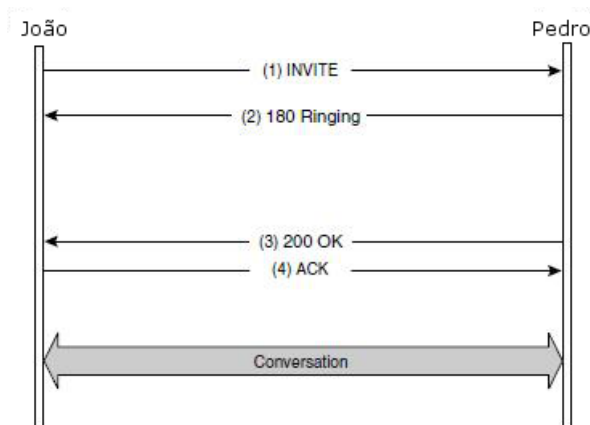 João
Pedro
(1) INVITE
(2) 180 Ringing
(3) 200 OK
(4) ACK
Conversation